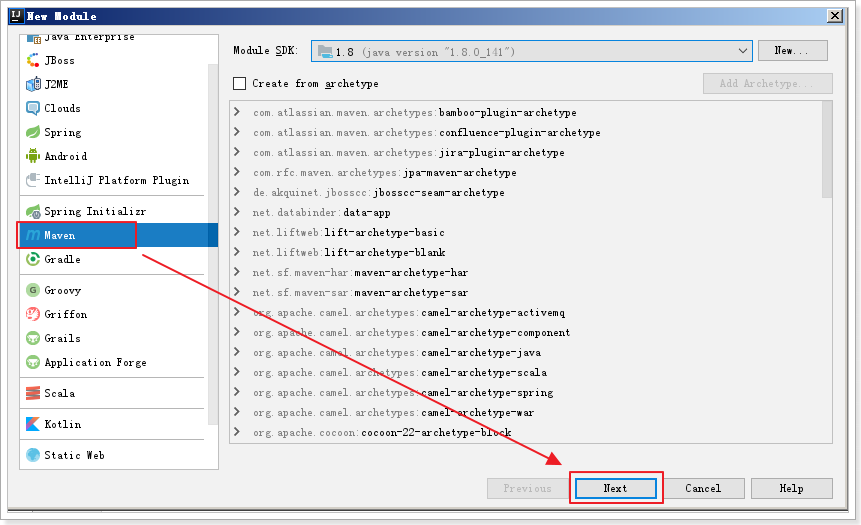 New Module
Java Enterprise
JBoss
J2ME
Clouds
Spring
Android
IntelliJ Platform Plugin
Spring Initializr
Maven
Gradle
Groovy
Griffon
Grails
Application Forge
Scala
Kotlin
Static Web
Module SDK: 1.8 (java version "1.8.0_141") New...
Create from archetype Add Archetype...
com.atlassian.maven.archetypes:bamboo-plugin-archetype
com.atlassian.maven.archetypes:confluence-plugin-archetype
com.atlassian.maven.archetypes:jira-plugin-archetype
com.rfc.maven.archetypes:jpa-maven-archetype
de.akquinet.jbosscc:jbosscc-seam-archetype
net.databinder:data-app
net.liftweb:lift-archetype-basic
net.liftweb:lift-archetype-blank
net.sf.maven-har:maven-archetype-har
net.sf.maven-sar:maven-archetype-sar
org.apache.camel.archetypes:camel-archetype-activemq
org.apache.camel.archetypes:camel-archetype-component
org.apache.camel.archetypes:camel-archetype-java
org.apache.camel.archetypes:camel-archetype-scala
org.apache.camel.archetypes:camel-archetype-spring
org.apache.camel.archetypes:camel-archetype-war
org.apache.cocoon:cocoon-22-archetype-block
Previous Next Cancel Help